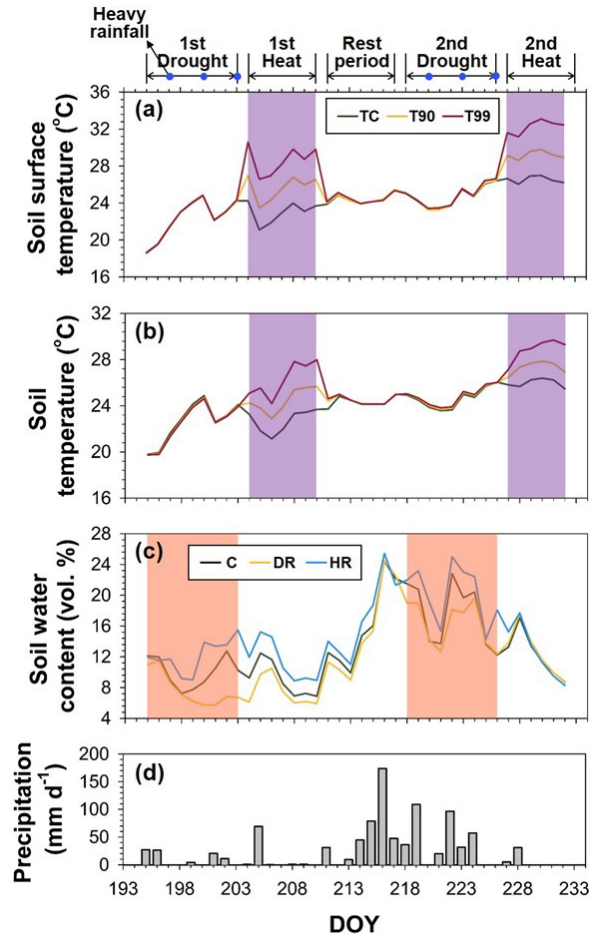 Heavy
rainfall
1st
Drought
1st
Heat
Rest
period
2nd
Drought
2nd
Heat
(a)
TC T90 T99
Soil surface
temperature (°C)
36
32
28
24
20
16
(b)
Soil
temperature (°C)
32
28
24
20
16
(c)
C DR HR
Soil water
content (vol. %)
28
24
20
16
12
8
4
(d)
Precipitation
(mm d⁻¹)
200
150
100
50
0
193 198 203 208 213 218 223 228 233
DOY